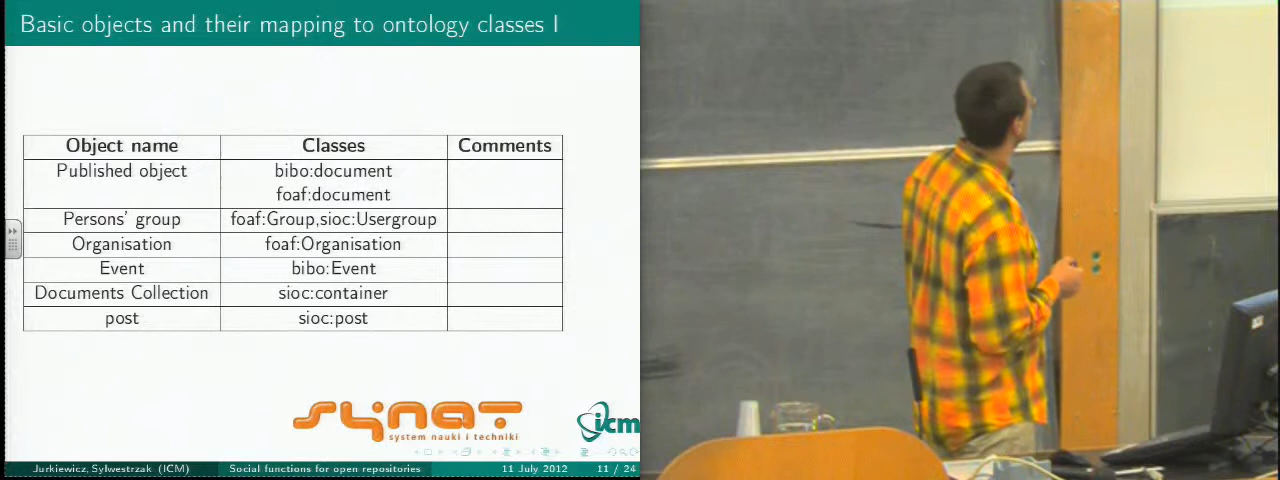 Basic objects and their mapping to ontology classes I
Object name Classes Comments
Published object bibo:document
foaf:document
Persons' group foaf:Group,sioc:Usergroup
Organisation foaf:Organisation
Event bibo:Event
Documents Collection sioc:container
post sioc:post
synat
system nauki i techniki
icm
Jurkiewicz, Sylwestrzak (ICM) Social functions for open repositories 11 July 2012 11 / 24